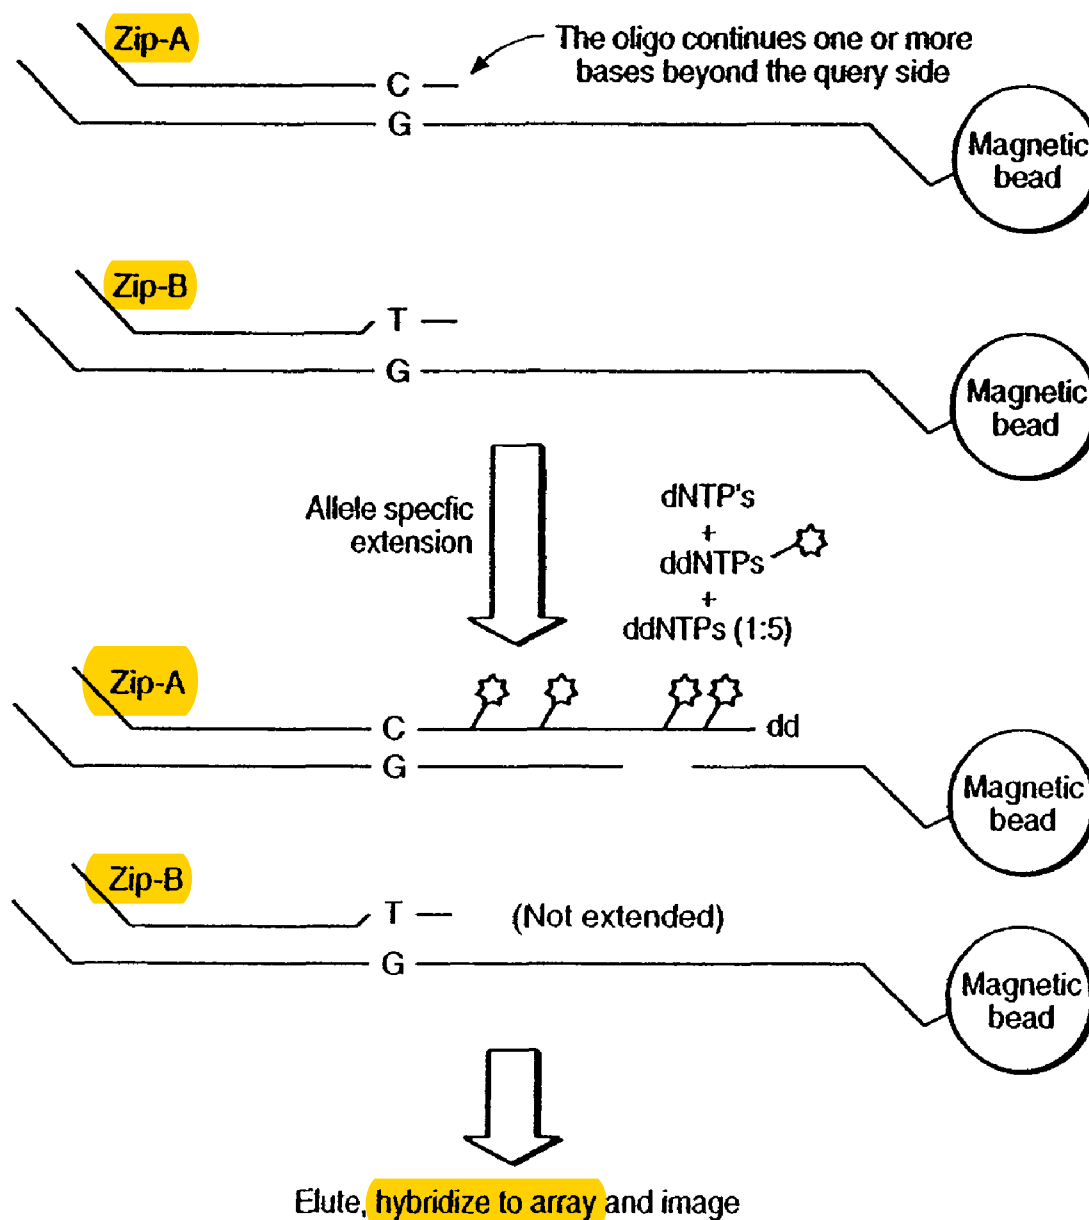 Zip-A
The oligo continues one or more
bases beyond the query side
C
G
Magnetic
bead
Zip-B
T
G
Magnetic
bead
Allele specfic
extension
dNTP's
+
ddNTPs
+
ddNTPs (1:5)
Zip-A
C
dd
G
Magnetic
bead
Zip-B
T
(Not extended)
G
Magnetic
bead
Elute, hybridize to array and image